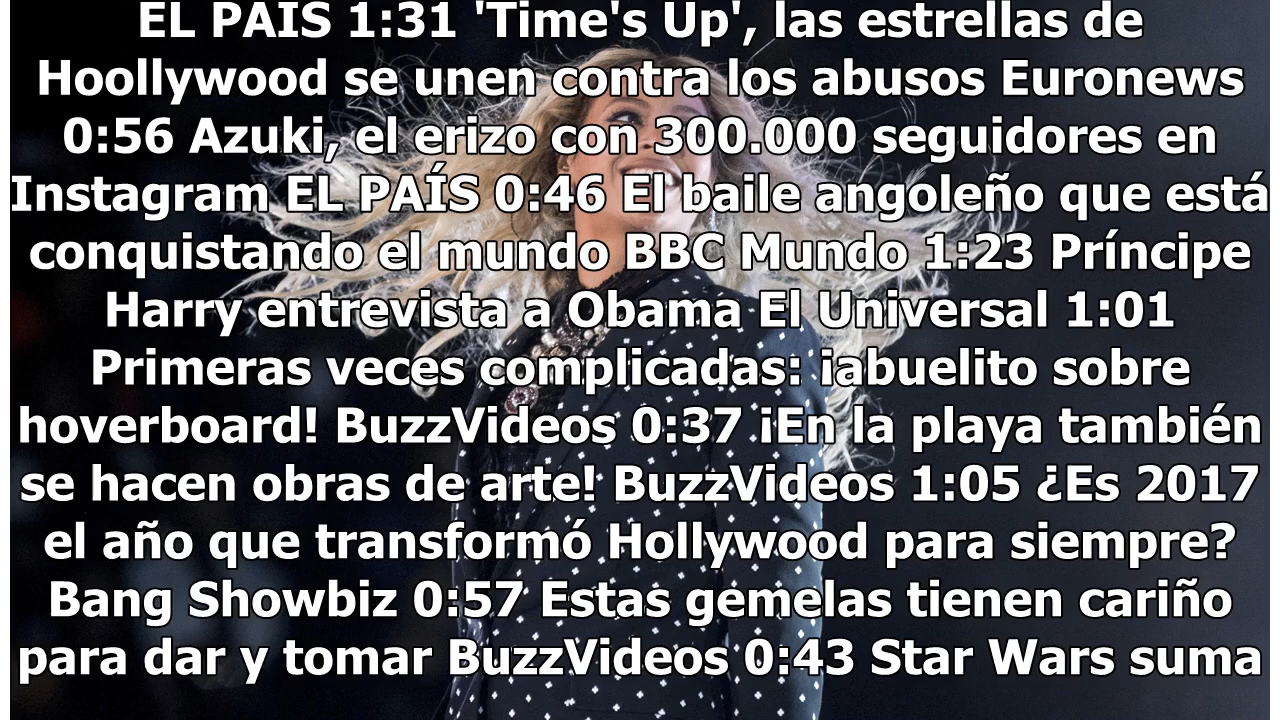 EL PAÍS 1:31 'Time's Up', las estrellas de
Hoollywood se unen contra los abusos Euronews
0:56 Azuki, el erizo con 300.000 seguidores en
Instagram EL PAÍS 0:46 El baile angoleño que está
conquistando el mundo BBC Mundo 1:23 Príncipe
Harry entrevista a Obama El Universal 1:01
Primeras veces complicadas: ¡abuelito sobre
hoverboard! BuzzVideos 0:37 ¡En la playa también
se hacen obras de arte! BuzzVideos 1:05 ¿Es 2017
el año que transformó Hollywood para siempre?
Bang Showbiz 0:57 Estas gemelas tienen cariño
para dar y tomar BuzzVideos 0:43 Star Wars suma